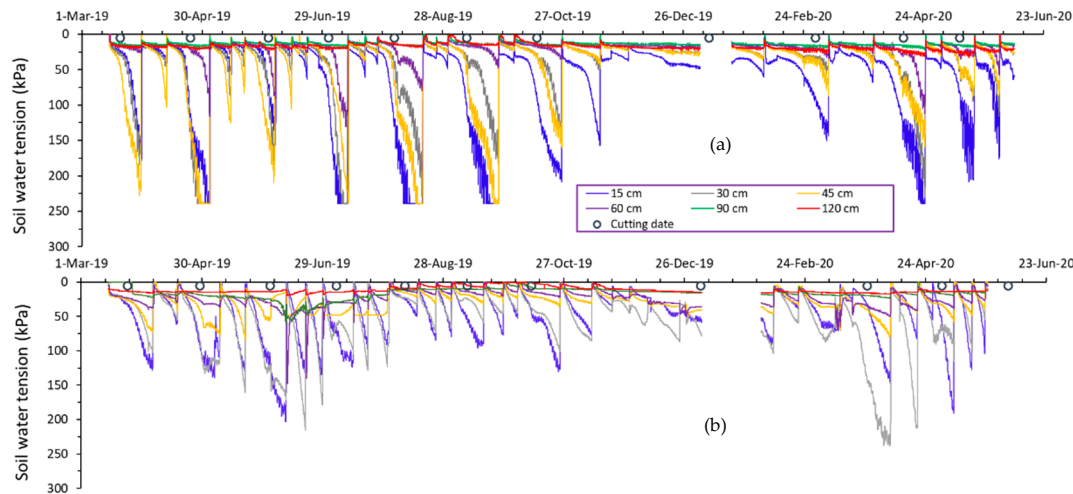 1-Mar-19 30-Apr-19 29-Jun-19 28-Aug-19 27-Oct-19 26-Dec-19 24-Feb-20 24-Apr-20 23-Jun-20
Soil water tension (kPa)
0
50
100
150
200
250
300
(a)
15 cm 30 cm 45 cm
60 cm 90 cm 120 cm
Cutting date
1-Mar-19 30-Apr-19 29-Jun-19 28-Aug-19 27-Oct-19 26-Dec-19 24-Feb-20 24-Apr-20 23-Jun-20
Soil water tension (kPa)
0
50
100
150
200
250
300
(b)